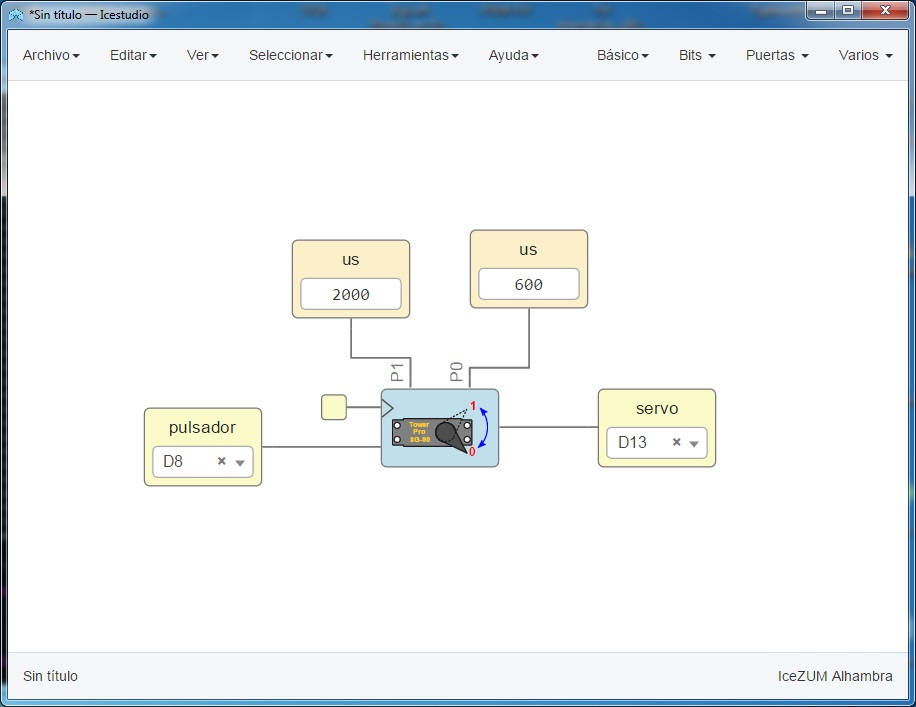 *Sin título — Icestudio
Archivo Editar Ver Seleccionar Herramientas Ayuda Básico Bits Puertas Varios
us
2000
us
600
P1
P0
pulsador
D8
Tower
Pro
SG-90
1
0
servo
D13
Sin título
IceZUM Alhambra